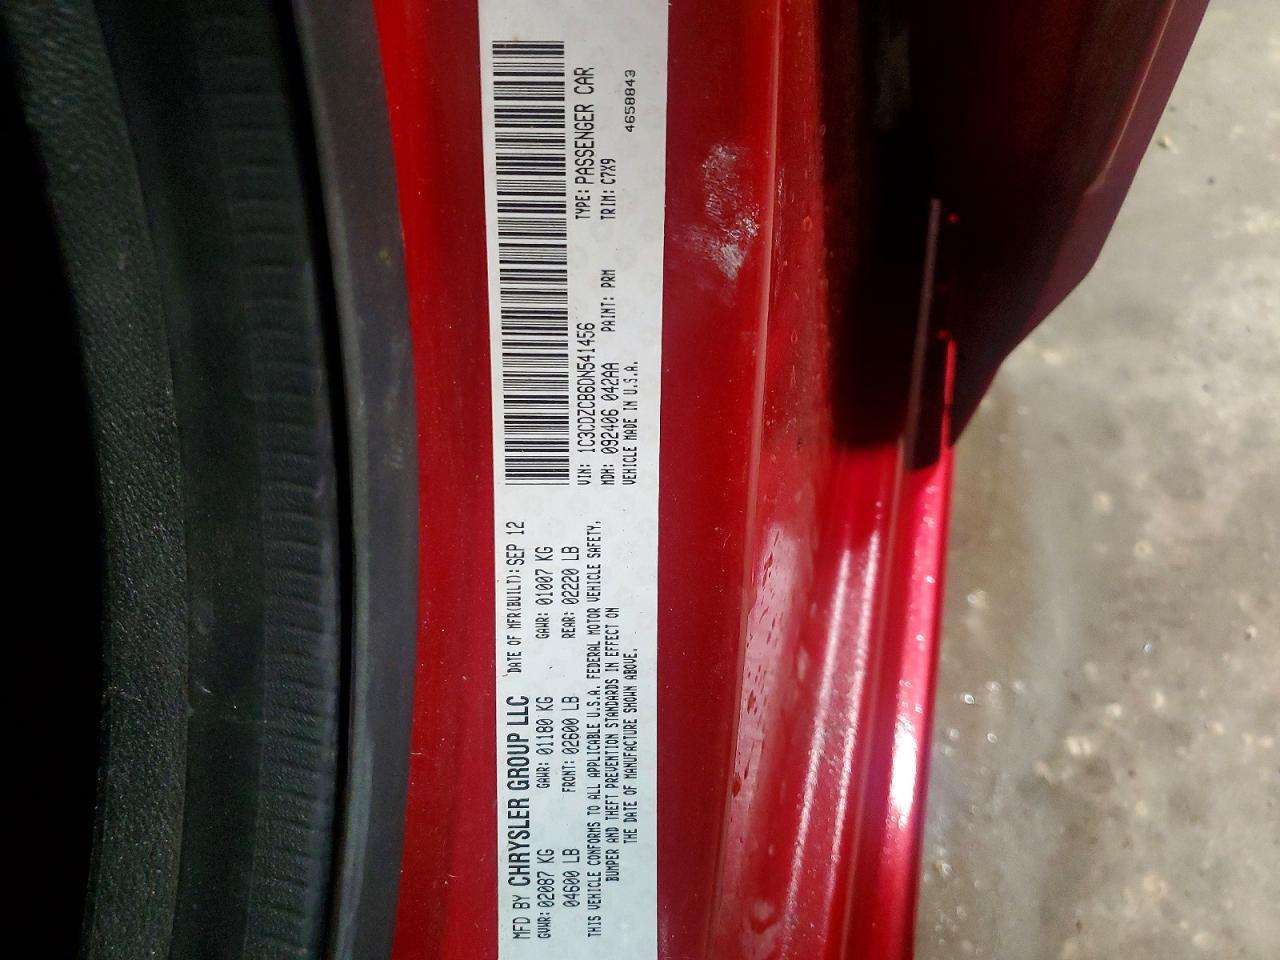 MFD BY CHRYSLER GROUP LLC
DATE OF MFR(BUILT): SEP 12
GVWR: 02087 KG
GAWR: 01180 KG
GAWR: 01007 KG
04600 LB
FRONT: 02600 LB
REAR: 02220 LB
THIS VEHICLE CONFORMS TO ALL APPLICABLE U.S.A. FEDERAL MOTOR VEHICLE SAFETY,
BUMPER AND THEFT PREVENTION STANDARDS IN EFFECT ON
THE DATE OF MANUFACTURE SHOWN ABOVE.
VIN: 1C3CDZCB6DN541456
TYPE: PASSENGER CAR
MDH: 092406 042AA
PAINT: PRM
TRIM: C7X9
VEHICLE MADE IN U.S.A.
4658843